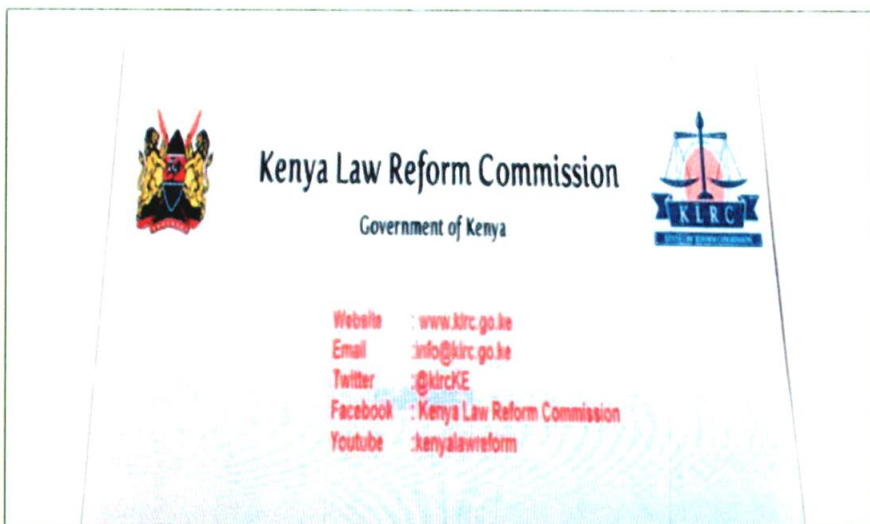 Kenya Law Reform Commission
Government of Kenya
KLRC
Website : www.klrc.go.ke
Email :info@klrc.go.ke
Twitter :@klrcKE
Facebook : Kenya Law Reform Commission
Youtube :kenyalawreform